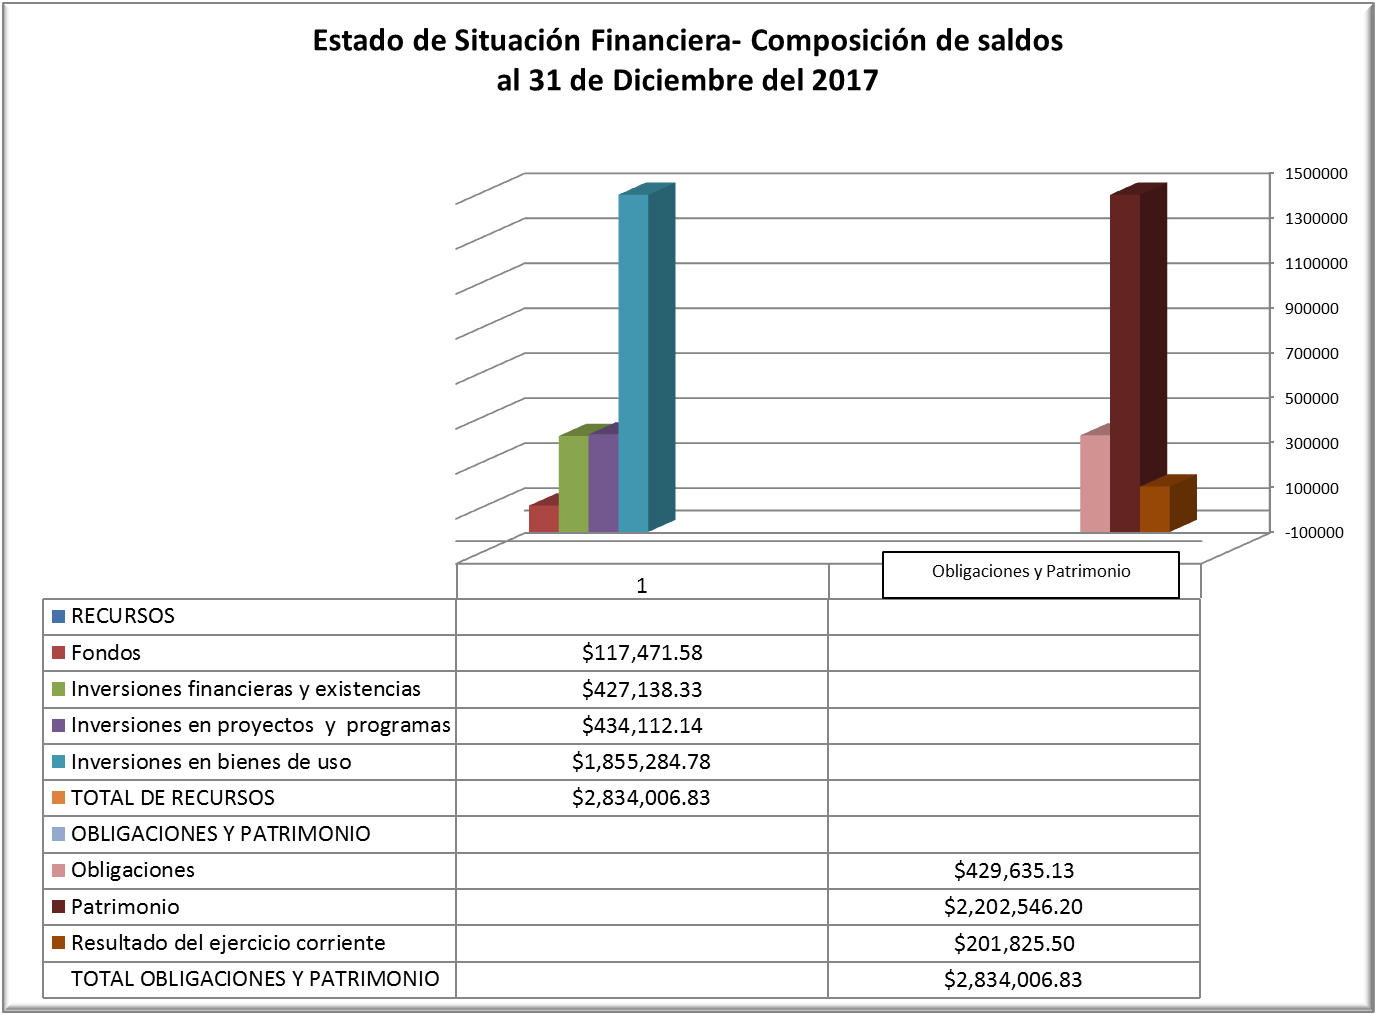 Estado de Situación Financiera- Composición de saldos
al 31 de Diciembre del 2017
1500000
1300000
1100000
900000
700000
500000
300000
100000
-100000
1
Obligaciones y Patrimonio
RECURSOS
Fondos $117,471.58
Inversiones financieras y existencias $427,138.33
Inversiones en proyectos y programas $434,112.14
Inversiones en bienes de uso $1,855,284.78
TOTAL DE RECURSOS $2,834,006.83
OBLIGACIONES Y PATRIMONIO
Obligaciones $429,635.13
Patrimonio $2,202,546.20
Resultado del ejercicio corriente $201,825.50
TOTAL OBLIGACIONES Y PATRIMONIO $2,834,006.83